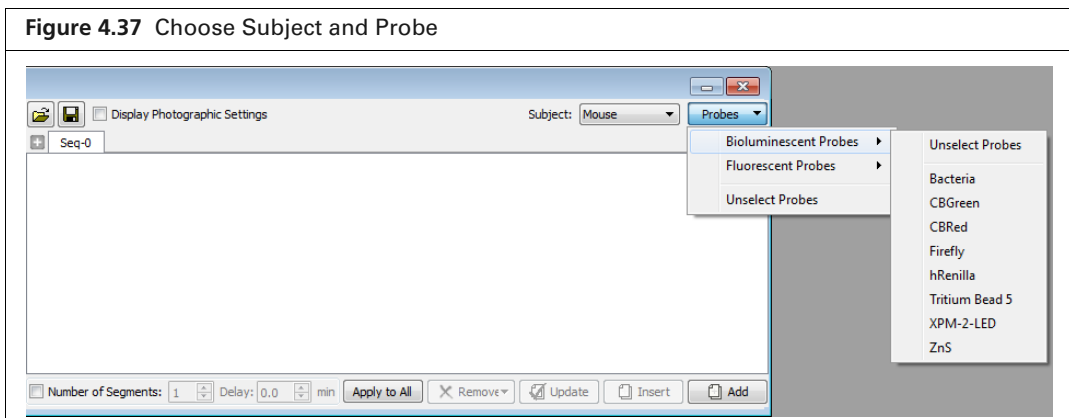 Figure 4.37 Choose Subject and Probe
Display Photographic Settings
Subject: Mouse
Probes
Seq-0
Bioluminescent Probes
Fluorescent Probes
Unselect Probes
Unselect Probes
Bacteria
CBGreen
CBRed
Firefly
hRenilla
Tritium Bead 5
XPM-2-LED
ZnS
Number of Segments: 1 Delay: 0.0 min Apply to All Remove Update Insert Add